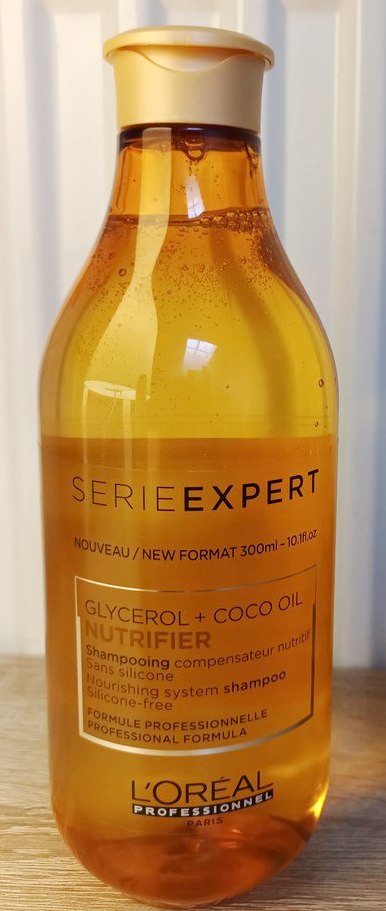 SERIEEXPERT
NOUVEAU / NEW FORMAT 300ml - 10.1fl.oz
GLYCEROL + COCO OIL
NUTRIFIER
Shampooing compensateur nutritif
Sans silicone
Nourishing system shampoo
Silicone-free
FORMULE PROFESSIONNELLE
PROFESSIONAL FORMULA
L'ORÉAL
PROFESSIONNEL
PARIS